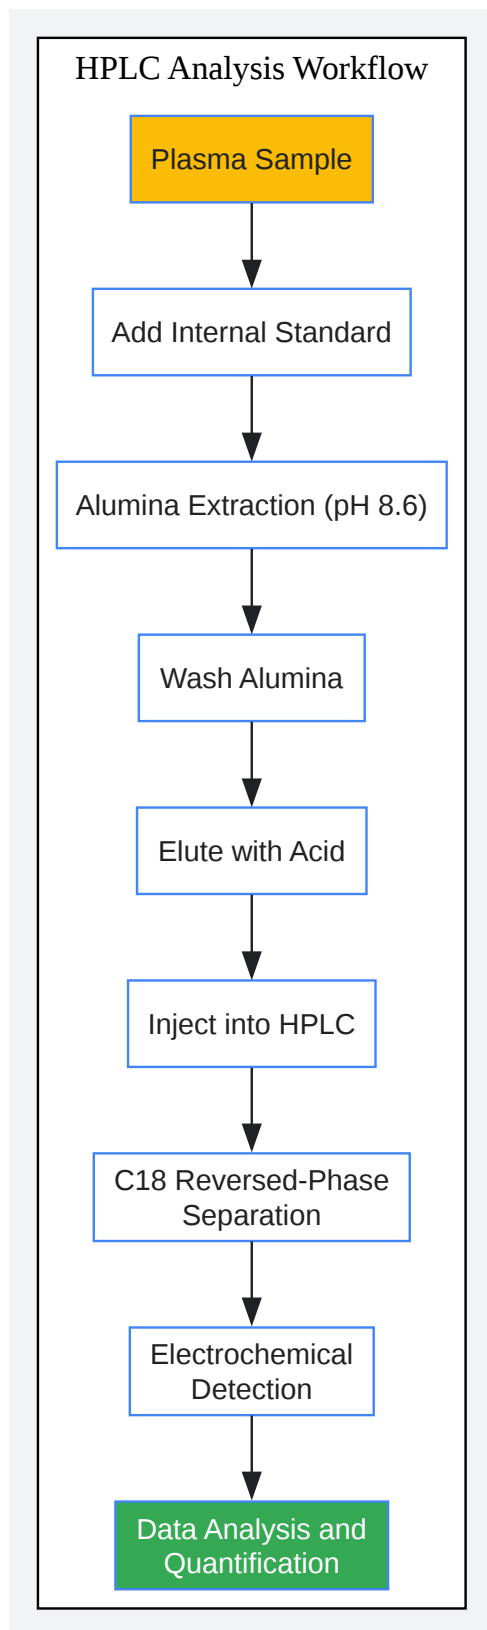 HPLC Analysis Workflow
Plasma Sample
Add Internal Standard
Alumina Extraction (pH 8.6)
Wash Alumina
Elute with Acid
Inject into HPLC
C18 Reversed-Phase
Separation
Electrochemical
Detection
Data Analysis and
Quantification